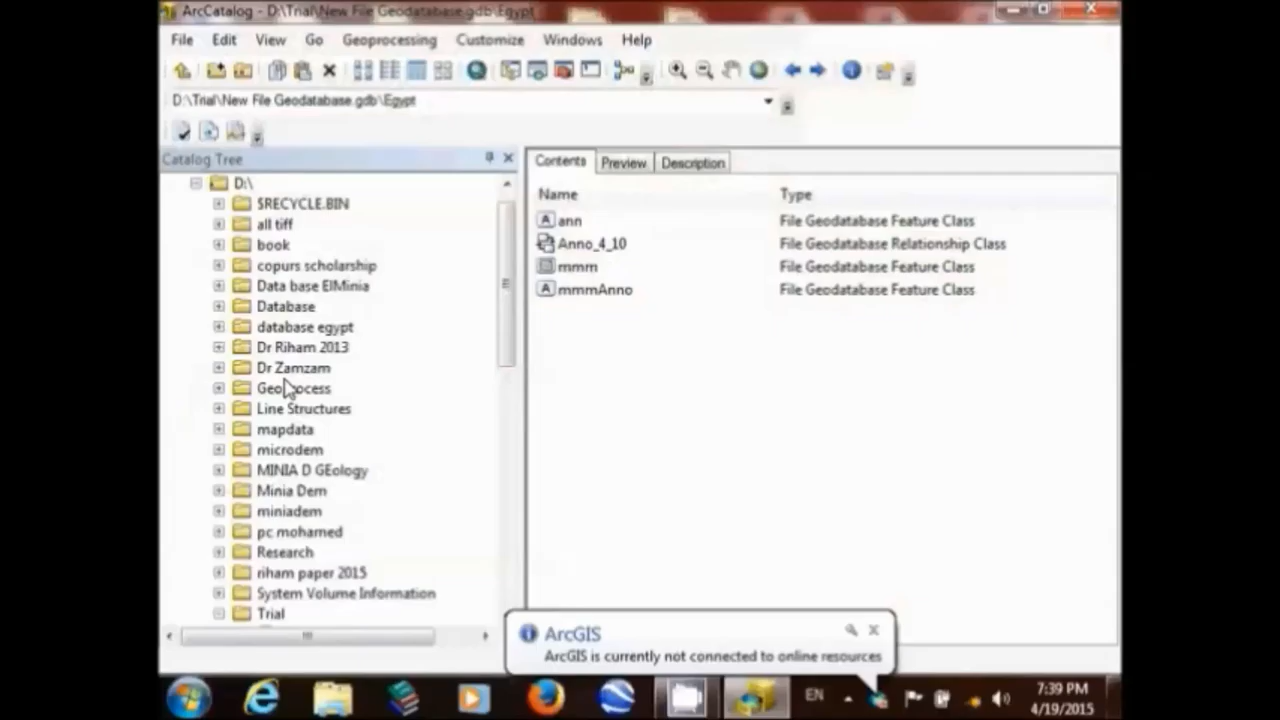 ArcCatalog - D:\Trial\New File Geodatabase.gdb\Egypt
File Edit View Go Geoprocessing Customize Windows Help
D:\Trial\New File Geodatabase.gdb\Egypt
Catalog Tree
Contents Preview Description
D:\
$RECYCLE.BIN
all tiff
book
copurs scholarship
Data base ElMinia
Database
database egypt
Dr Riham 2013
Dr Zamzam
Line Structures
mapdata
microdem
MINIA D GEology
Minia Dem
miniadem
pc mohamed
Research
riham paper 2015
System Volume Information
Trial
Name Type
ann File Geodatabase Feature Class
Anno_4_10 File Geodatabase Relationship Class
mmm File Geodatabase Feature Class
mmmAnno File Geodatabase Feature Class
ArcGIS
ArcGIS is currently not connected to online resources
EN
7:39 PM
4/19/2015